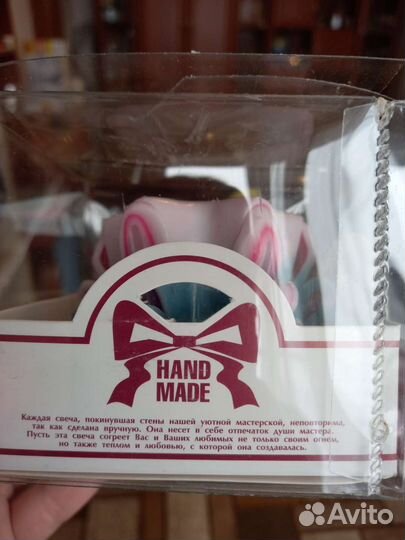 HAND
MADE
Каждая свеча, покинувшая стены нашей уютной мастерской, неповторима,
так как сделана вручную. Она несет в себе отпечаток души мастера.
Пусть эта свеча согреет Вас и Ваших любимых не только своим огнем,
но также теплом и любовью, с которой она создавалась.
Avito